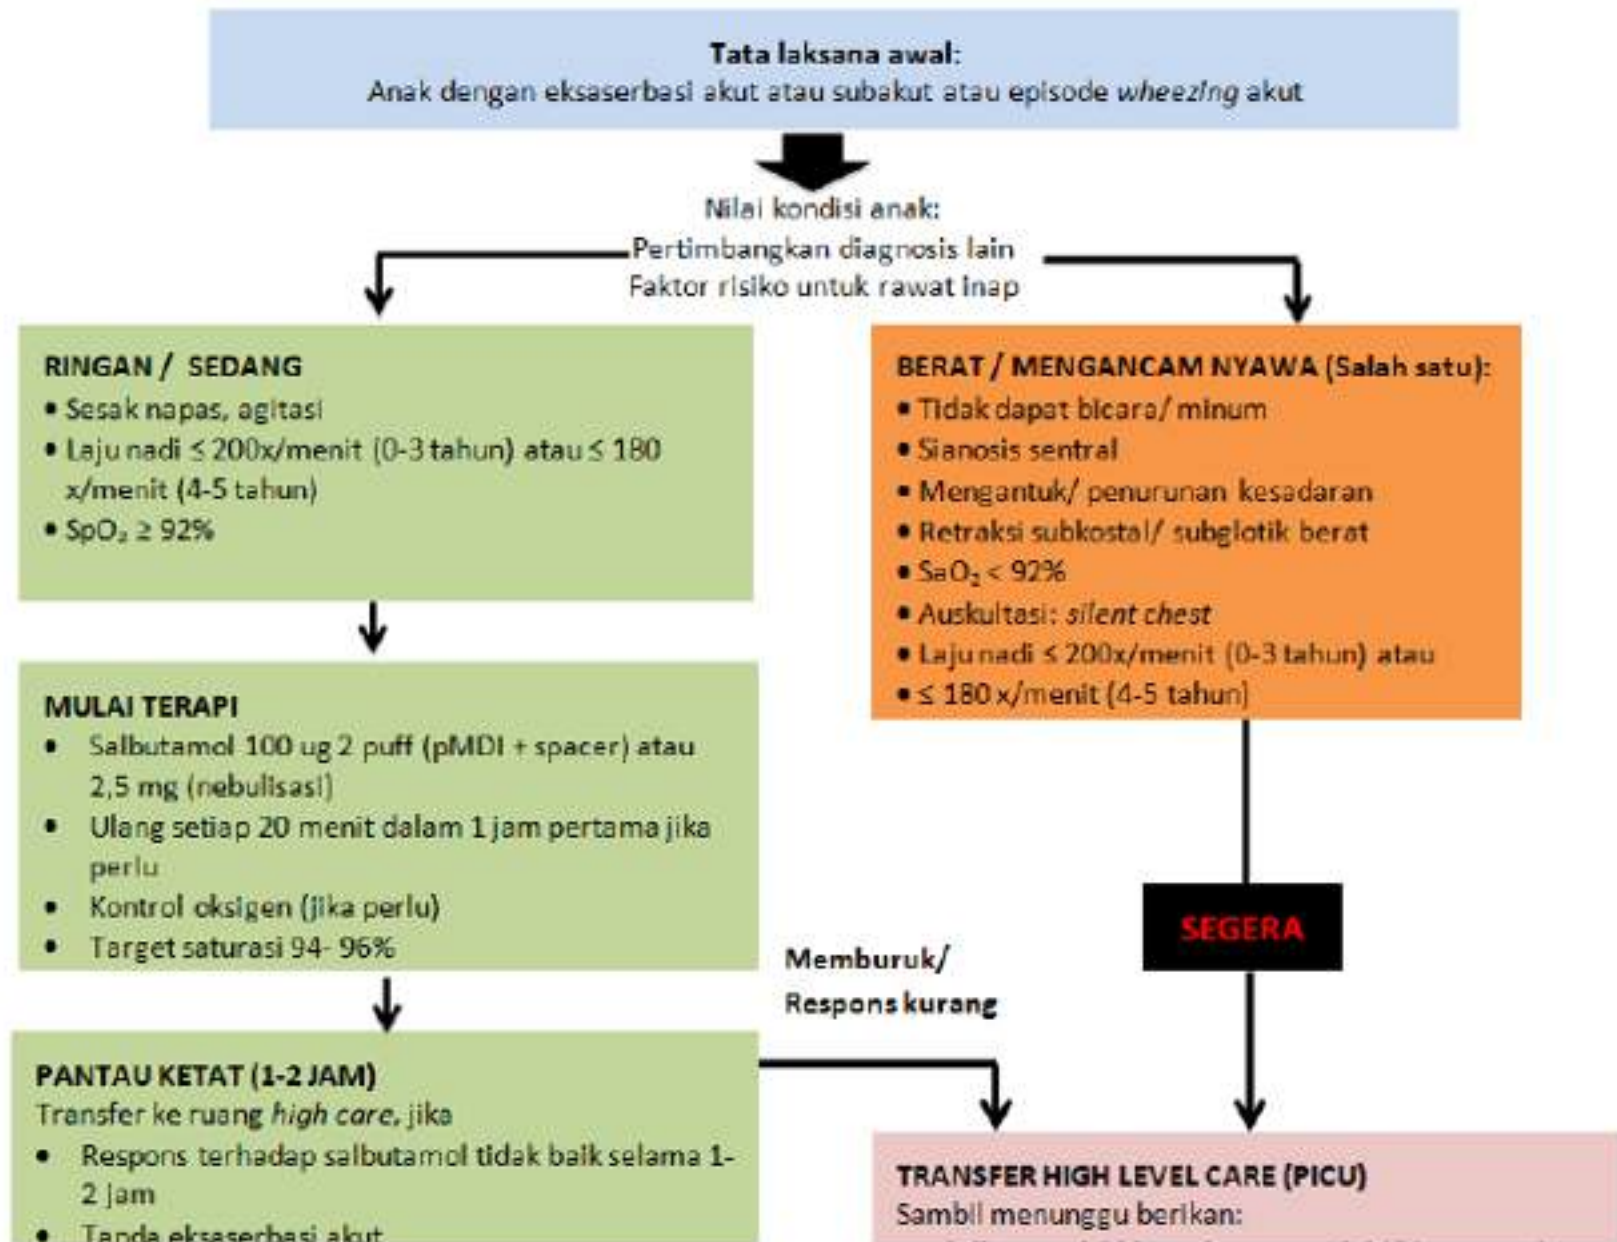 Tata laksana awal:
Anak dengan eksaserbasi akut atau subakut atau episode wheezing akut
Nilai kondisi anak:
Pertimbangkan diagnosis lain
Faktor risiko untuk rawat inap
RINGAN / SEDANG
• Sesak napas, agitasi
• Laju nadi ≤ 200x/menit (0-3 tahun) atau ≤ 180
x/menit (4-5 tahun)
• SpO₂ ≥ 92%
BERAT / MENGANCAM NYAWA (Salah satu):
• Tidak dapat bicara/ minum
• Sianosis sentral
• Mengantuk/ penurunan kesadaran
• Retraksi subkostal/ subglotik berat
• SaO₂ < 92%
• Auskultasi: silent chest
• Laju nadi ≤ 200x/menit (0-3 tahun) atau
• ≤ 180 x/menit (4-5 tahun)
MULAI TERAPI
• Salbutamol 100 ug 2 puff (pMDI + spacer) atau
2,5 mg (nebulisasi)
• Ulang setiap 20 menit dalam 1 jam pertama jika
perlu
• Kontrol oksigen (jika perlu)
• Target saturasi 94- 96%
SEGERA
Memburuk/
Respons kurang
PANTAU KETAT (1-2 JAM)
Transfer ke ruang high care, jika
• Respons terhadap salbutamol tidak baik selama 1-
2 jam
• Tanda eksaserbasi akut
TRANSFER HIGH LEVEL CARE (PICU)
Sambil menunggu berikan: